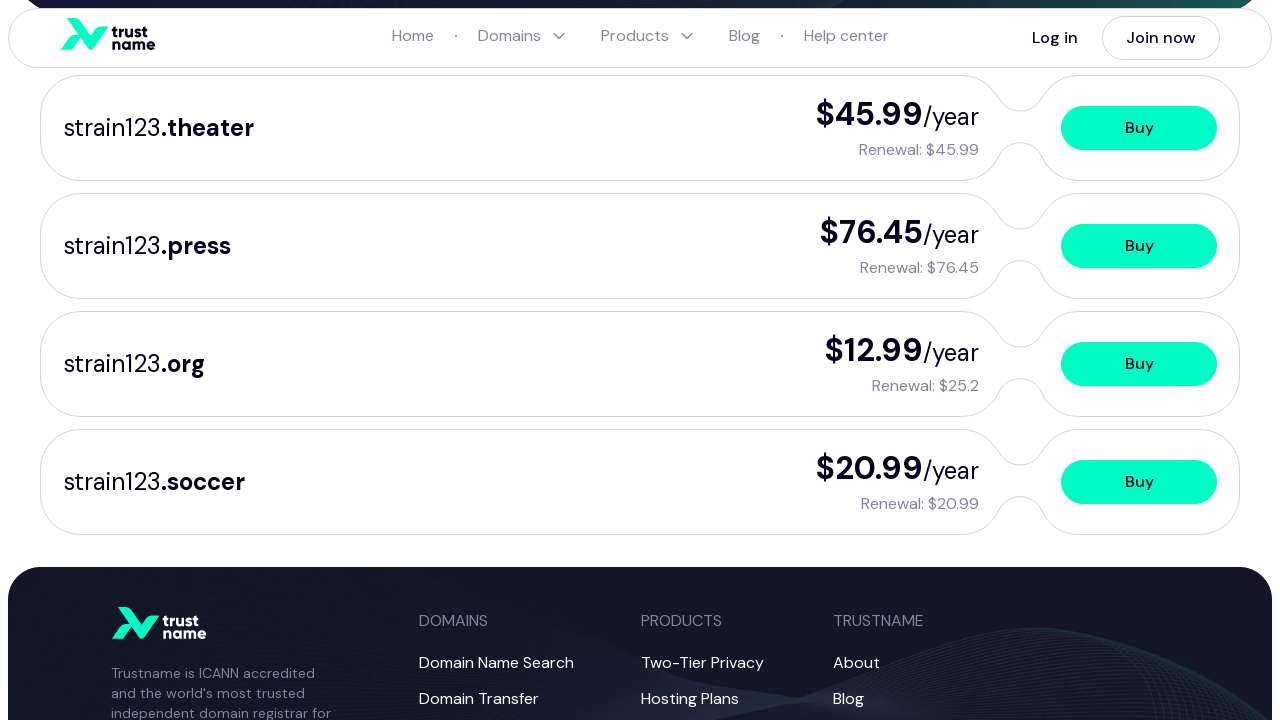 trust
name
Home · Domains Products Blog · Help center
Log in Join now
strain123.theater $45.99/year Buy
Renewal: $45.99
strain123.press $76.45/year Buy
Renewal: $76.45
strain123.org $12.99/year Buy
Renewal: $25.2
strain123.soccer $20.99/year Buy
Renewal: $20.99
trust
name
Trustname is ICANN accredited
and the world's most trusted
independent domain registrar for
DOMAINS
Domain Name Search
Domain Transfer
PRODUCTS
Two-Tier Privacy
Hosting Plans
TRUSTNAME
About
Blog